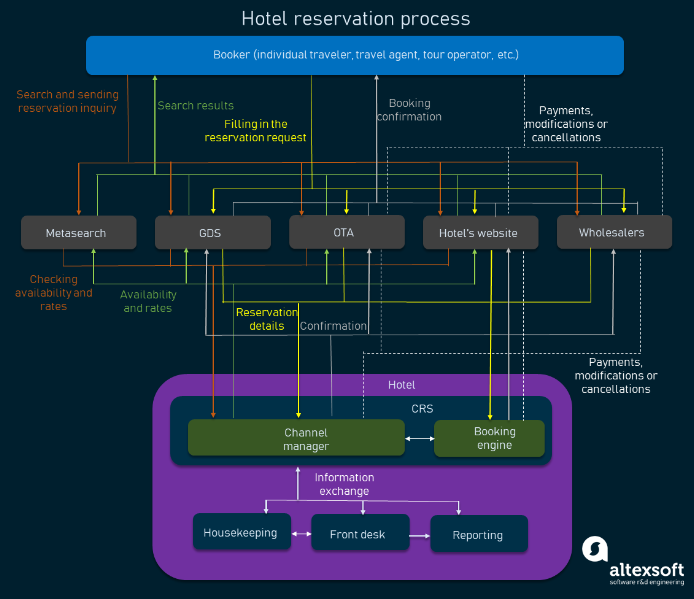 Hotel reservation process
Booker (individual traveler, travel agent, tour operator, etc.)
Search and sending
reservation inquiry
Search results
Filling in the
reservation request
Booking
confirmation
Payments,
modifications or
cancellations
Metasearch
GDS
OTA
Hotel's website
Wholesalers
Checking
availability and
rates
Availability
and rates
Reservation
details
Confirmation
Payments,
modifications or
cancellations
Hotel
CRS
Channel
manager
Booking
engine
Information
exchange
Housekeeping
Front desk
Reporting
altexsoft
software r&d engineering